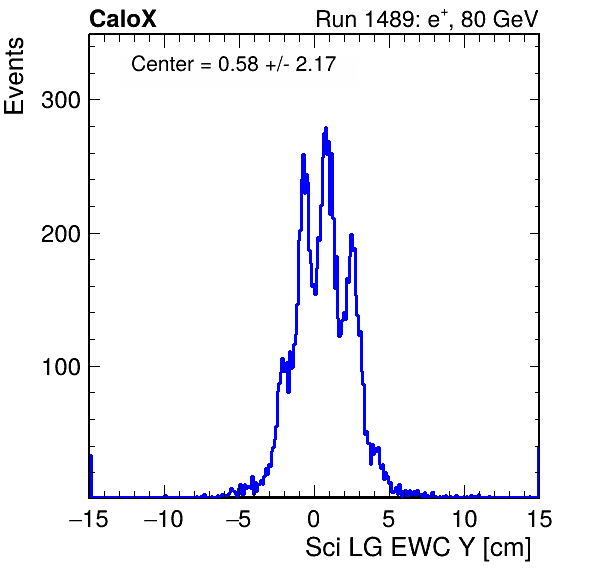 CaloX Run 1489: e⁺, 80 GeV
Center = 0.58 +/- 2.17
Events
300
200
100
−15 −10 −5 0 5 10 15
Sci LG EWC Y [cm]